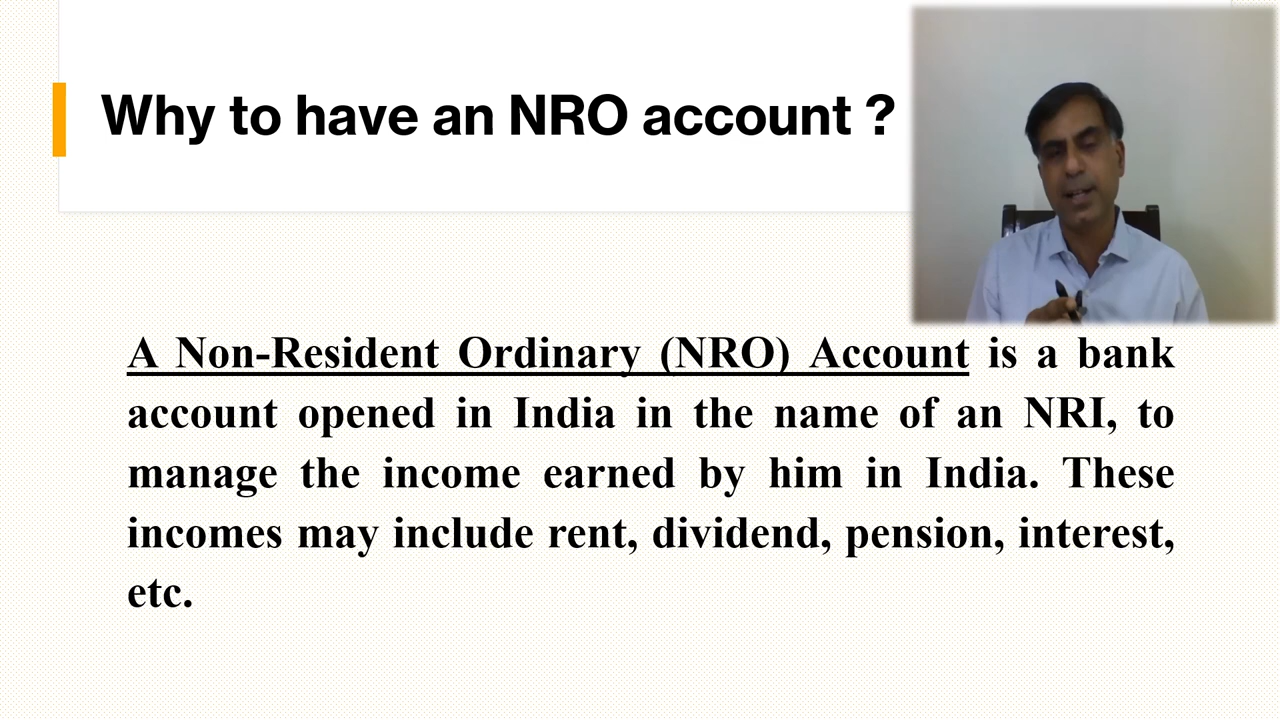 Why to have an NRO account ?
A Non-Resident Ordinary (NRO) Account is a bank
account opened in India in the name of an NRI, to
manage the income earned by him in India. These
incomes may include rent, dividend, pension, interest,
etc.